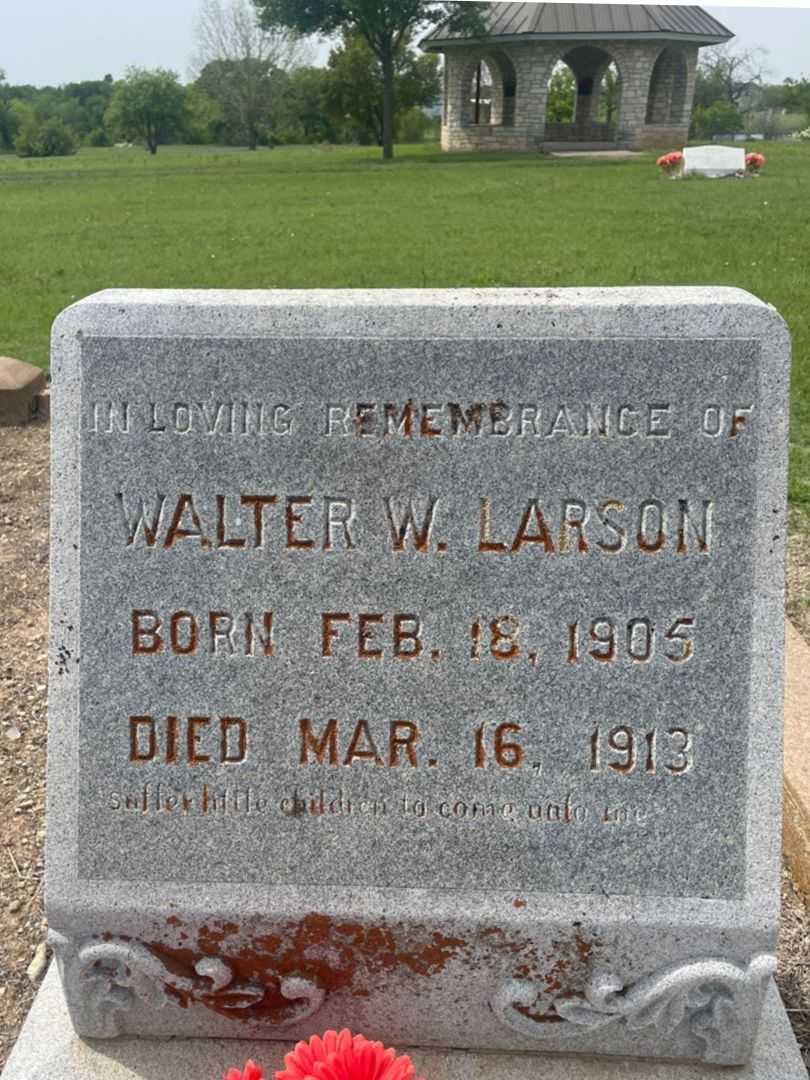 IN LOVING REMEMBRANCE OF
WALTER W. LARSON
BORN FEB. 18, 1905
DIED MAR. 16, 1913
Suffer little children to come unto me